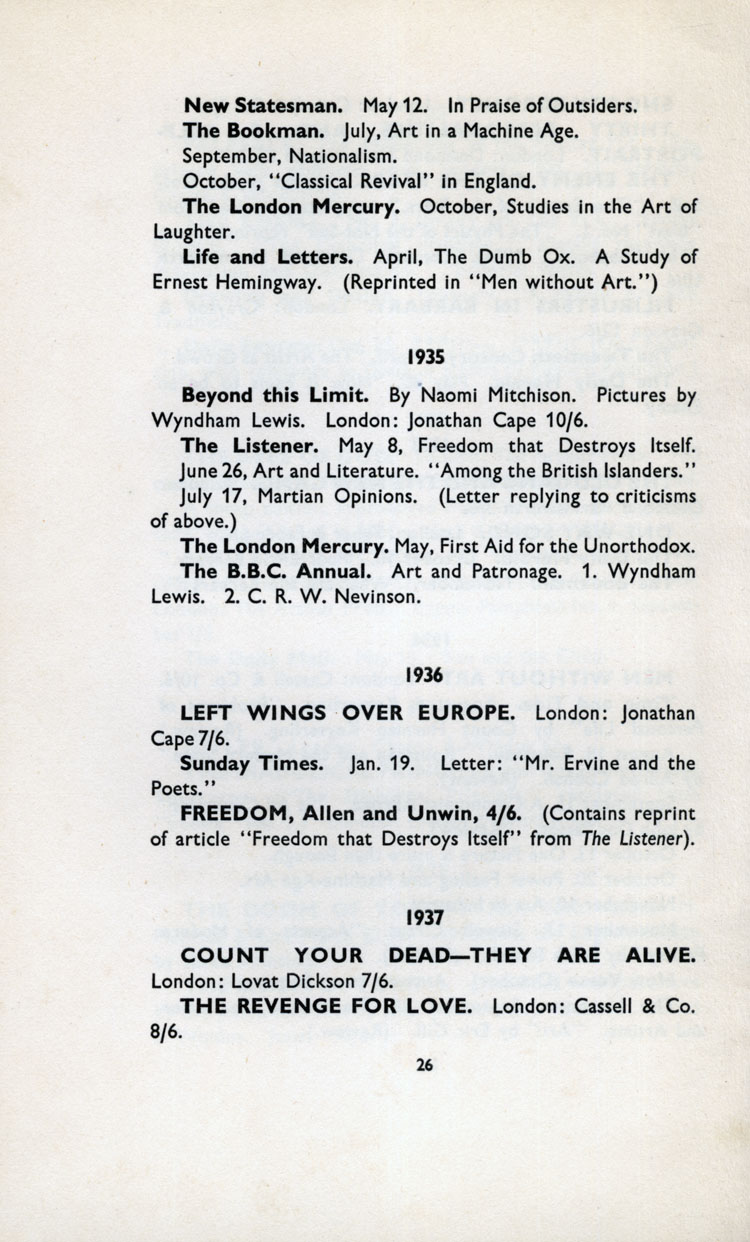 New Statesman. May 12. In Praise of Outsiders.
The Bookman. July, Art in a Machine Age.
September, Nationalism.
October, “Classical Revival” in England.
The London Mercury. October, Studies in the Art of
Laughter.
Life and Letters. April, The Dumb Ox. A Study of
Ernest Hemingway. (Reprinted in “Men without Art.”)
1935
Beyond this Limit. By Naomi Mitchison. Pictures by
Wyndham Lewis. London: Jonathan Cape 10/6.
The Listener. May 8, Freedom that Destroys Itself.
June 26, Art and Literature. “Among the British Islanders.”
July 17, Martian Opinions. (Letter replying to criticisms
of above.)
The London Mercury. May, First Aid for the Unorthodox.
The B.B.C. Annual. Art and Patronage. 1. Wyndham
Lewis. 2. C. R. W. Nevinson.
1936
LEFT WINGS OVER EUROPE. London: Jonathan
Cape 7/6.
Sunday Times. Jan. 19. Letter: “Mr. Ervine and the
Poets.”
FREEDOM, Allen and Unwin, 4/6. (Contains reprint
of article “Freedom that Destroys Itself” from The Listener).
1937
COUNT YOUR DEAD—THEY ARE ALIVE.
London: Lovat Dickson 7/6.
THE REVENGE FOR LOVE. London: Cassell & Co.
8/6.
26